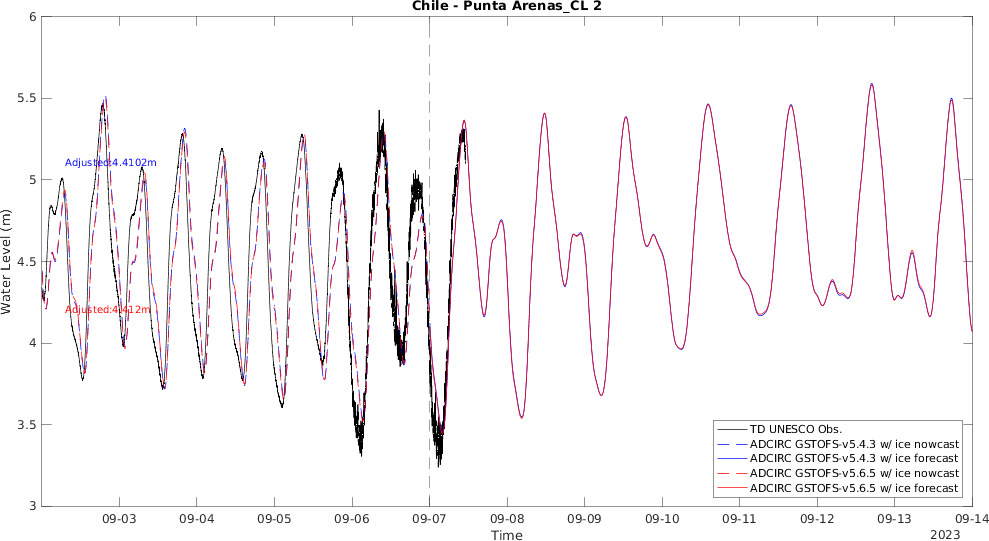 Chile - Punta Arenas_CL 2
6
5.5
5
4.5
4
3.5
3
Water Level (m)
Adjusted:4.4102m
Adjusted:4.412m
TD UNESCO Obs.
ADCIRC GSTOFS-v5.4.3 w/ ice nowcast
ADCIRC GSTOFS-v5.4.3 w/ ice forecast
ADCIRC GSTOFS-v5.6.5 w/ ice nowcast
ADCIRC GSTOFS-v5.6.5 w/ ice forecast
09-03 09-04 09-05 09-06 09-07 09-08 09-09 09-10 09-11 09-12 09-13 09-14
Time
2023